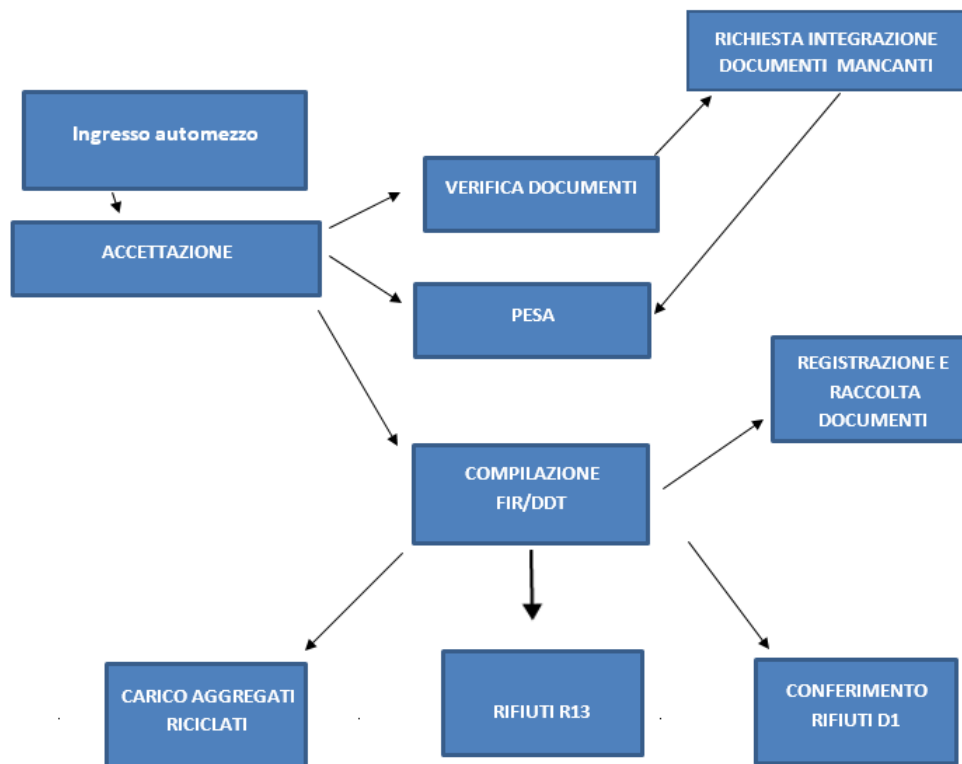 RICHIESTA INTEGRAZIONE
DOCUMENTI MANCANTI
Ingresso automezzo
VERIFICA DOCUMENTI
ACCETTAZIONE
PESA
REGISTRAZIONE E
RACCOLTA
DOCUMENTI
COMPILAZIONE
FIR/DDT
CARICO AGGREGATI
RICICLATI
RIFIUTI R13
CONFERIMENTO
RIFIUTI D1